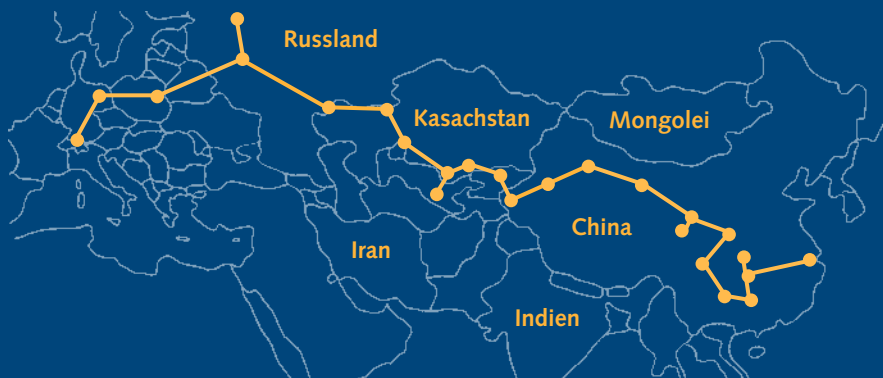 Russland
Kasachstan
Mongolei
China
Iran
Indien